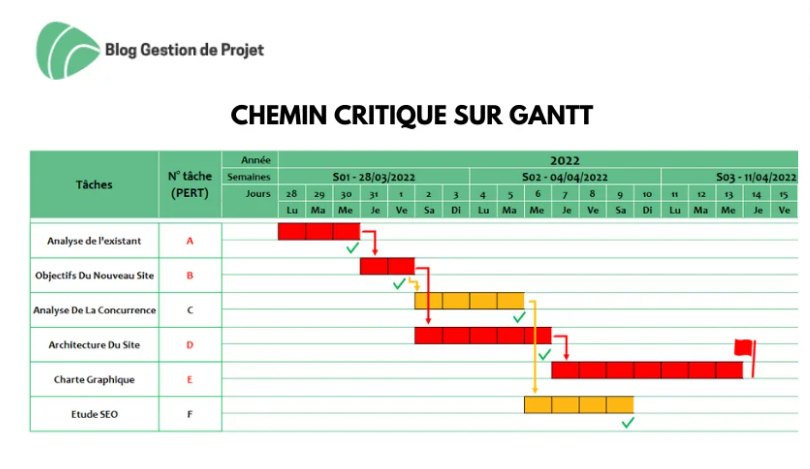 Blog Gestion de Projet
CHEMIN CRITIQUE SUR GANTT
Tâches
N° tâche
(PERT)
Année
2022
Semaines
S01 - 28/03/2022
S02 - 04/04/2022
S03 - 11/04/2022
Jours
28 29 30 31 1 2 3 4 5 6 7 8 9 10 11 12 13 14 15
Lu Ma Me Je Ve Sa Di Lu Ma Me Je Ve Sa Di Lu Ma Me Je Ve
Analyse de l'existant A
Objectifs Du Nouveau Site B
Analyse De La Concurrence C
Architecture Du Site D
Charte Graphique E
Etude SEO F